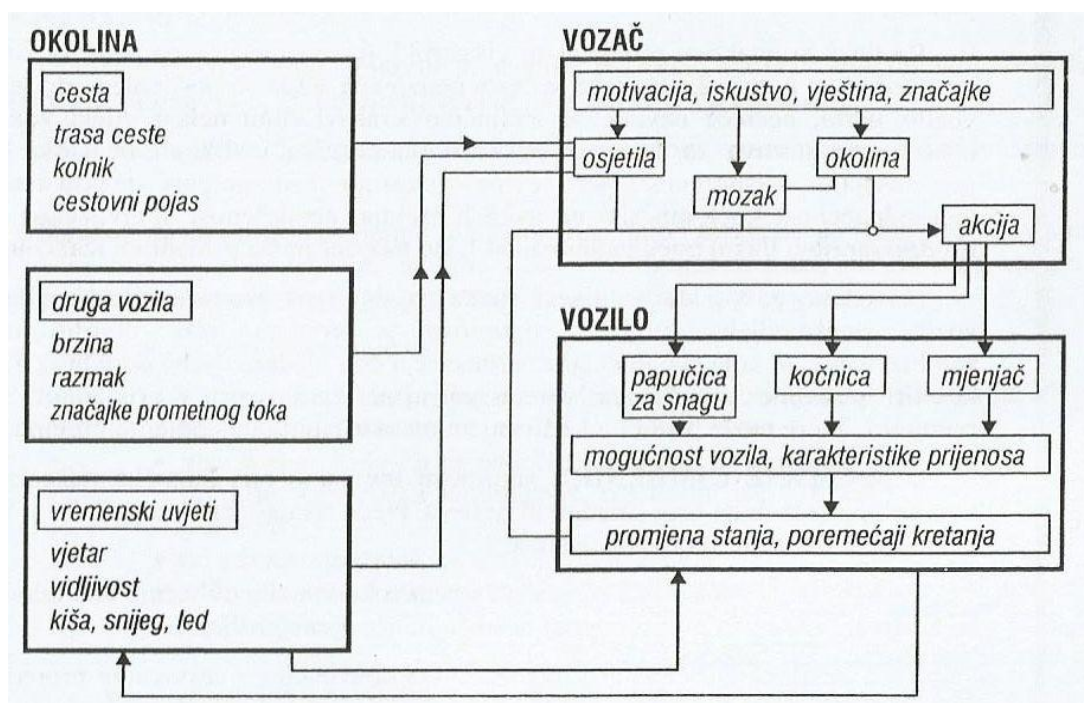 OKOLINA
cesta
trasa ceste
kolnik
cestovni pojas
druga vozila
brzina
razmak
značajke prometnog toka
vremenski uvjeti
vjetar
vidljivost
kiša, snijeg, led
VOZAČ
motivacija, iskustvo, vještina, značajke
osjetila
okolina
mozak
akcija
VOZILO
papučica
za snagu
kočnica
mjenjač
mogućnost vozila, karakteristike prijenosa
promjena stanja, poremećaji kretanja